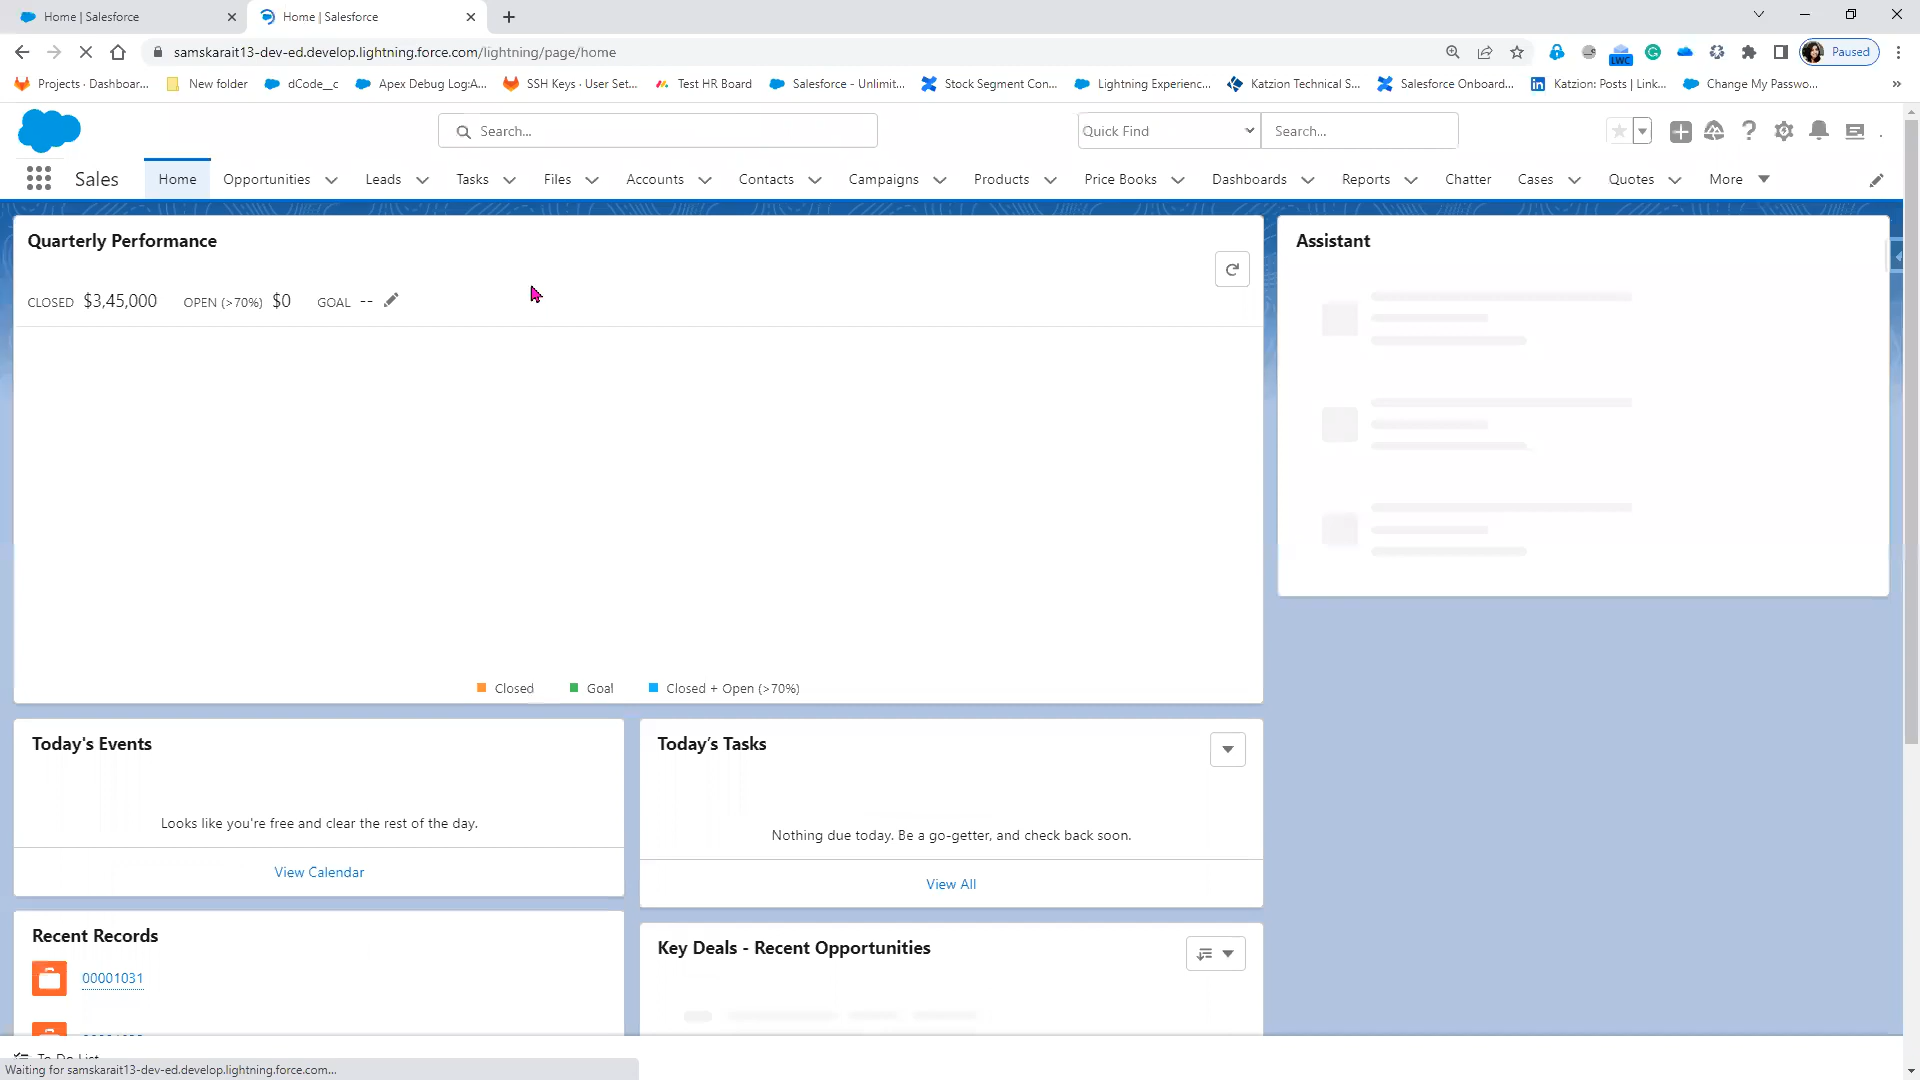 Home | Salesforce
Home | Salesforce
samskarait13-dev-ed.develop.lightning.force.com/lightning/page/home
LWC
Paused
Projects · Dashboar...
New folder
dCode__c
Apex Debug Log:A...
SSH Keys · User Set...
Test HR Board
Salesforce - Unlimit...
Stock Segment Con...
Lightning Experienc...
Katzion Technical S...
Salesforce Onboard...
Katzion: Posts | Link...
Change My Passwo...
»
Search...
Quick Find
Search...
Sales
Home
Opportunities
Leads
Tasks
Files
Accounts
Contacts
Campaigns
Products
Price Books
Dashboards
Reports
Chatter
Cases
Quotes
More
Quarterly Performance
CLOSED $3,45,000 OPEN (>70%) $0 GOAL --
Closed
Goal
Closed + Open (>70%)
Assistant
Today's Events
Looks like you're free and clear the rest of the day.
View Calendar
Today’s Tasks
Nothing due today. Be a go-getter, and check back soon.
View All
Recent Records
00001031
Key Deals - Recent Opportunities
To Do List
Waiting for samskarait13-dev-ed.develop.lightning.force.com...